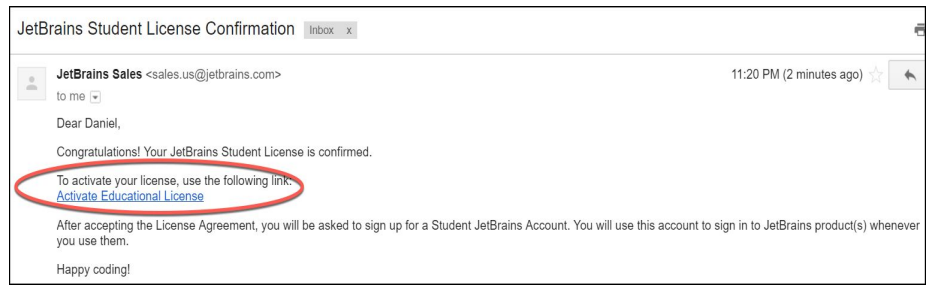 JetBrains Student License Confirmation Inbox x
JetBrains Sales <sales.us@jetbrains.com> 11:20 PM (2 minutes ago)
to me
Dear Daniel,
Congratulations! Your JetBrains Student License is confirmed.
To activate your license, use the following link:
Activate Educational License
After accepting the License Agreement, you will be asked to sign up for a Student JetBrains Account. You will use this account to sign in to JetBrains product(s) whenever
you use them.
Happy coding!